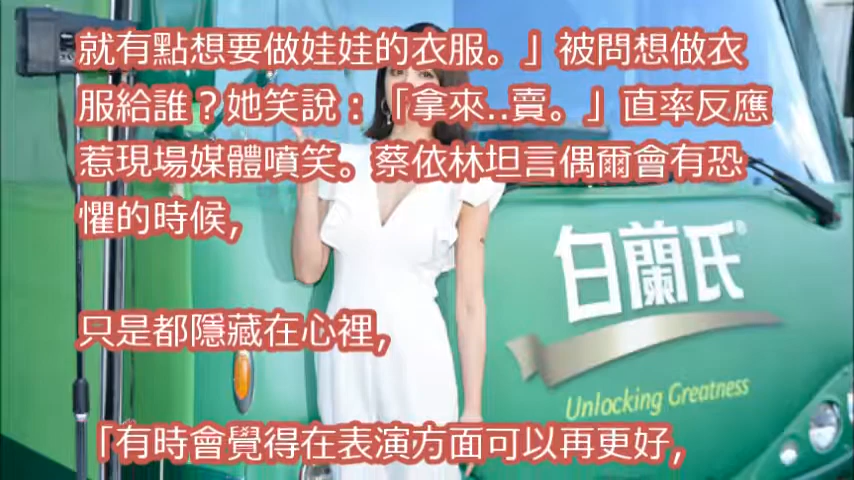 就有點想要做娃娃的衣服。」被問想做衣
服給誰？她笑說：「拿來..賣。」直率反應
惹現場媒體噴笑。蔡依林坦言偶爾會有恐
懼的時候，
白蘭氏®
只是都隱藏在心裡，
Unlocking Greatness
「有時會覺得在表演方面可以再更好，